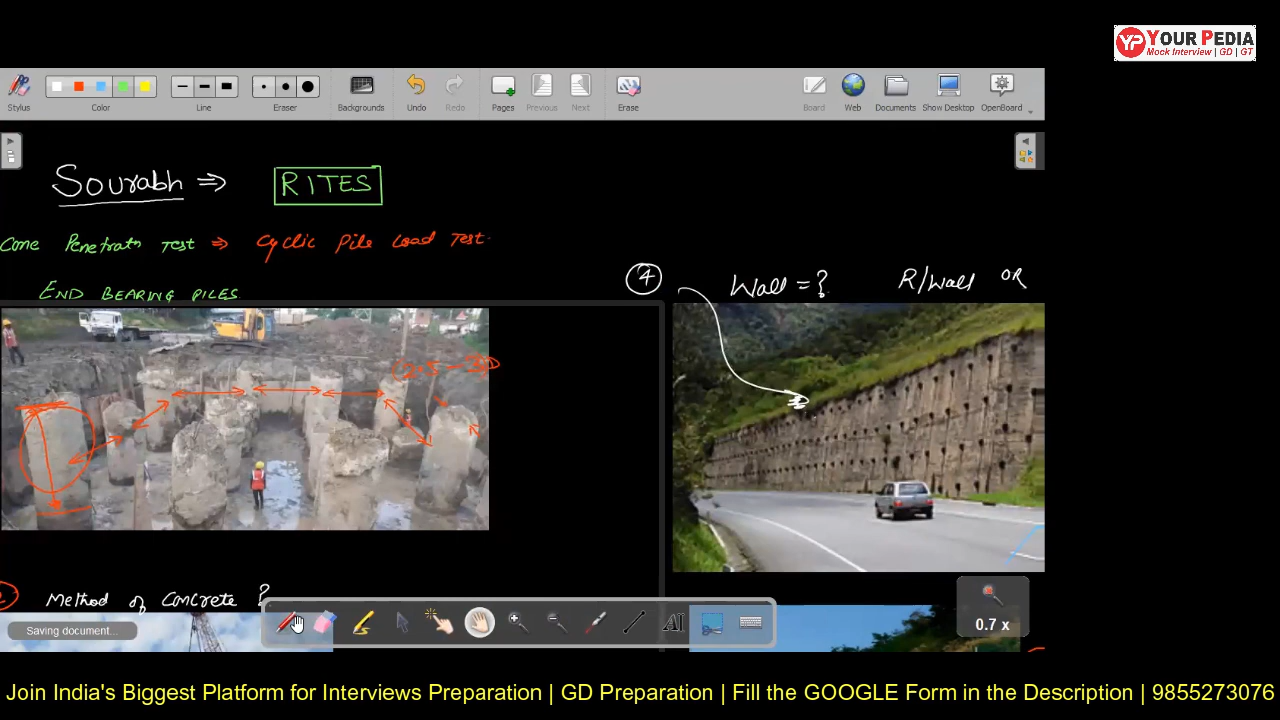 YOUR PEDIA
Mock Interview | GD | GT
Stylus Color Line Eraser Backgrounds Undo Redo Pages Previous Next Erase Board Web Documents Show Desktop OpenBoard
Sourabh ⇒ RITES
Cone Penetratn Test ⇒ Cyclic Pile Load Test
END BEARING PILES
4 Wall = ? R/Wall OR
(2.5 – 3)D
Method of Concrete ?
Saving document...
0.7 x
Join India's Biggest Platform for Interviews Preparation | GD Preparation | Fill the GOOGLE Form in the Description | 9855273076